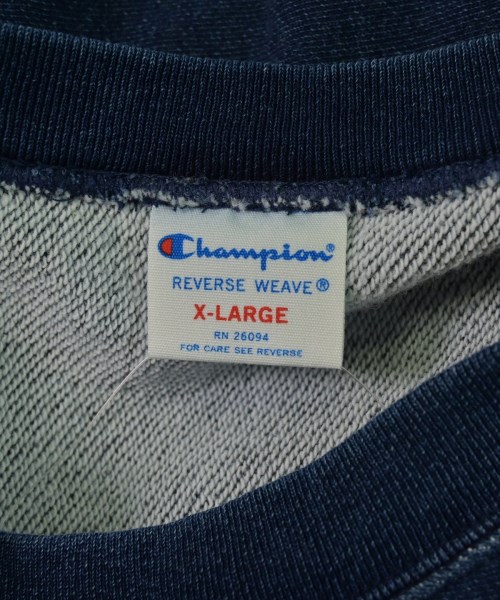 Champion®
REVERSE WEAVE®
X-LARGE
RN 26094
FOR CARE SEE REVERSE